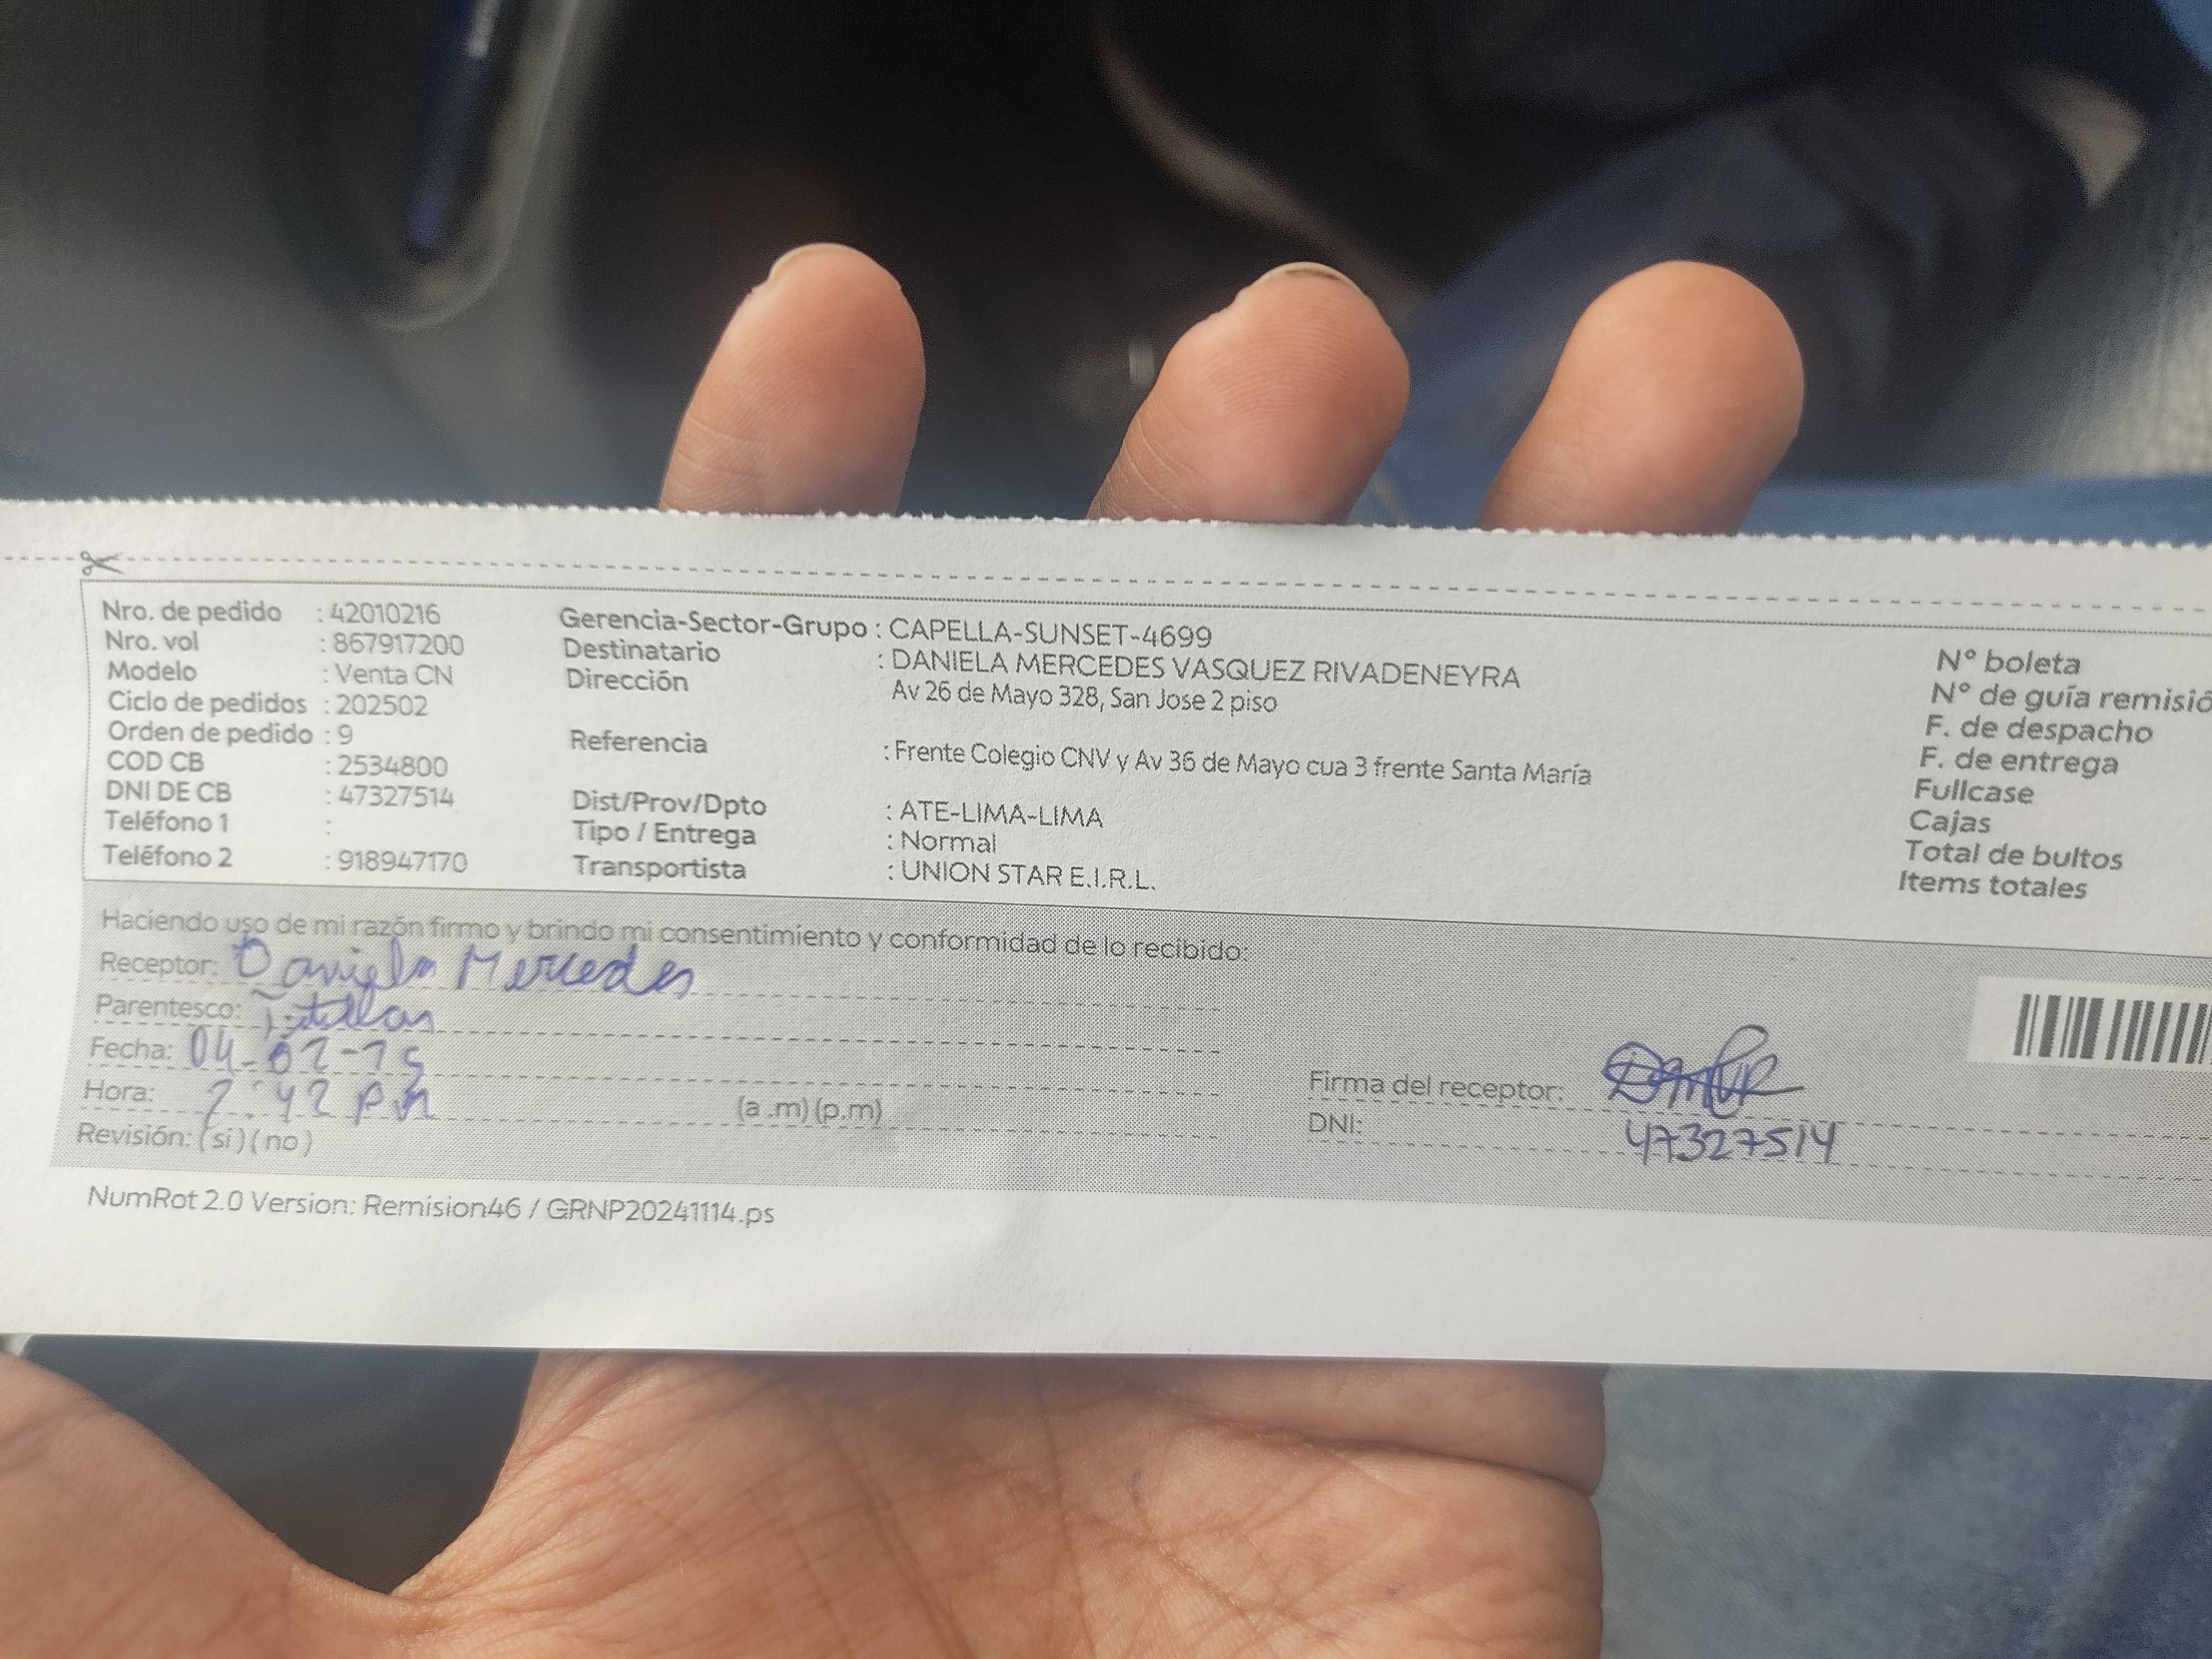 Nro. de pedido : 42010216
Nro. vol : 867917200
Modelo : Venta CN
Ciclo de pedidos : 202502
Orden de pedido : 9
COD CB : 2534800
DNI DE CB : 47327514
Teléfono 1 :
Teléfono 2 : 918947170
Gerencia-Sector-Grupo : CAPELLA-SUNSET-4699
Destinatario : DANIELA MERCEDES VASQUEZ RIVADENEYRA
Dirección Av 26 de Mayo 328, San Jose 2 piso
Referencia : Frente Colegio CNV y Av 36 de Mayo cua 3 frente Santa María
Dist/Prov/Dpto : ATE-LIMA-LIMA
Tipo / Entrega : Normal
Transportista : UNION STAR E.I.R.L.
N° boleta
N° de guía remisió
F. de despacho
F. de entrega
Fullcase
Cajas
Total de bultos
Items totales
Haciendo uso de mi razón firmo y brindo mi consentimiento y conformidad de lo recibido:
Receptor: Daniela Mercedes
Parentesco:
Fecha: 04-02-25
Hora: 2:42 pm (a .m) (p.m)
Revisión: (si) (no)
Firma del receptor:
DNI: 47327514
NumRot 2.0 Version: Remision46 / GRNP20241114.ps